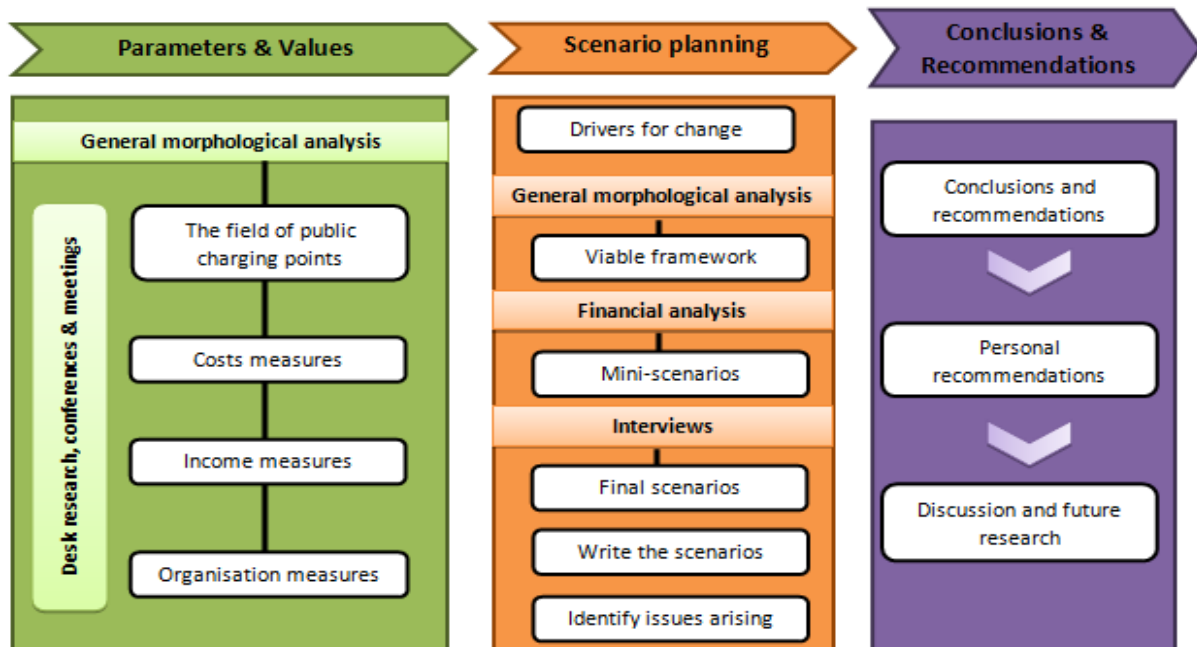 Parameters & Values
General morphological analysis
Desk research, conferences & meetings
The field of public
charging points
Costs measures
Income measures
Organisation measures
Scenario planning
Drivers for change
General morphological analysis
Viable framework
Financial analysis
Mini-scenarios
Interviews
Final scenarios
Write the scenarios
Identify issues arising
Conclusions &
Recommendations
Conclusions and
recommendations
Personal
recommendations
Discussion and future
research